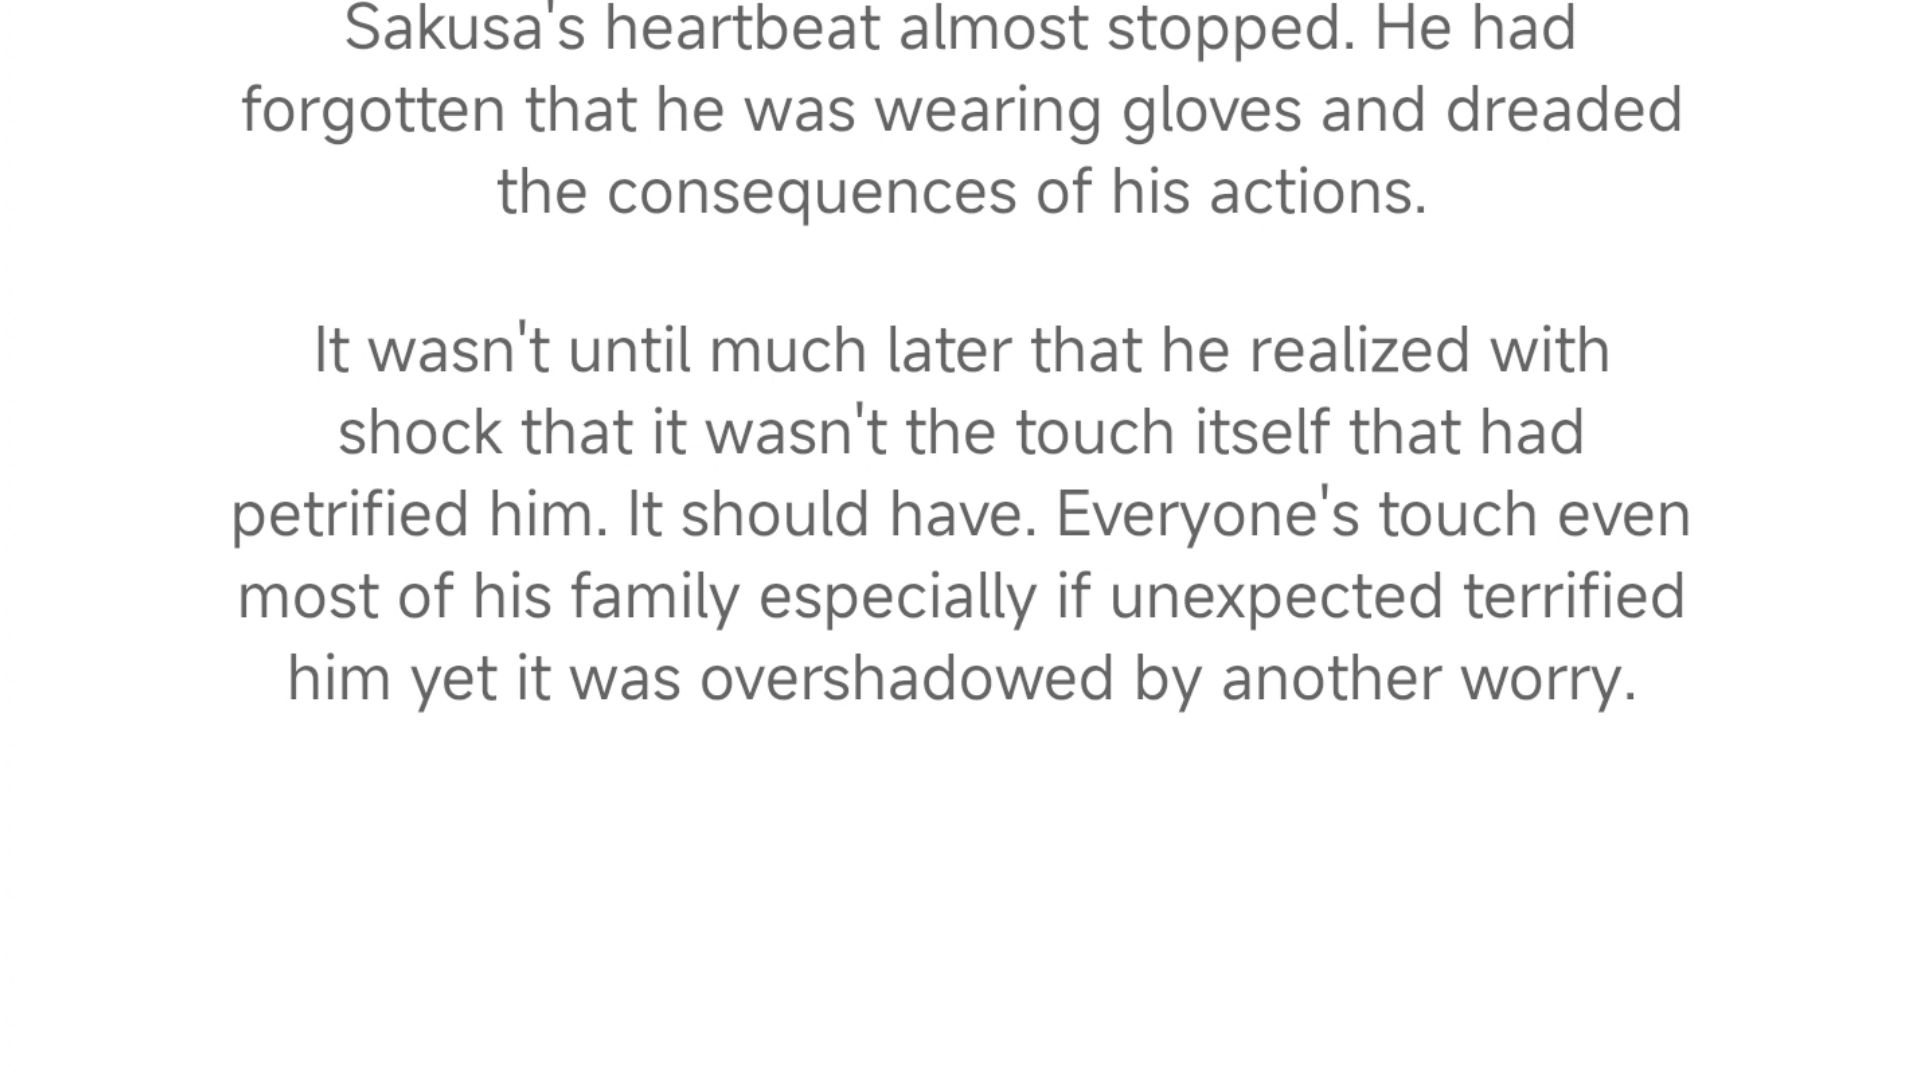 Sakusa's heartbeat almost stopped. He had
forgotten that he was wearing gloves and dreaded
the consequences of his actions.
It wasn't until much later that he realized with
shock that it wasn't the touch itself that had
petrified him. It should have. Everyone's touch even
most of his family especially if unexpected terrified
him yet it was overshadowed by another worry.